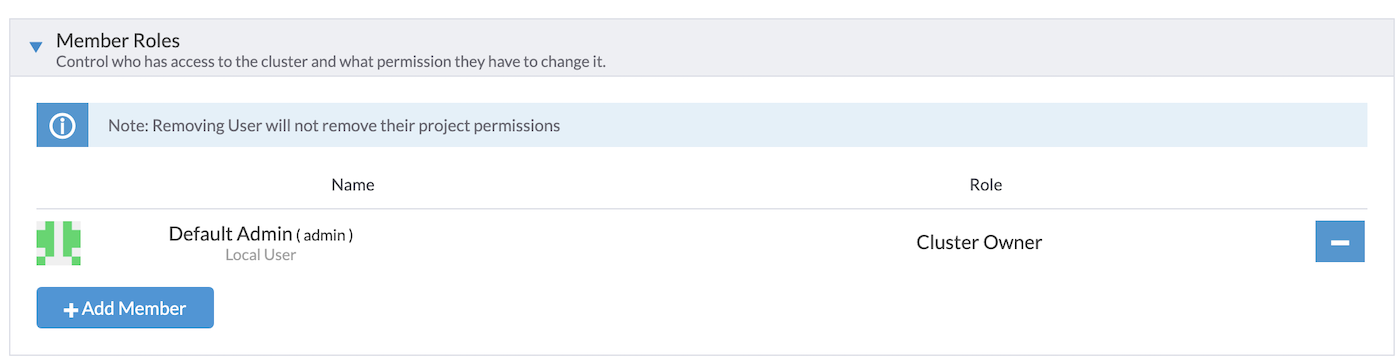 Member Roles
Control who has access to the cluster and what permission they have to change it.
Note: Removing User will not remove their project permissions
Name Role
Default Admin ( admin ) Cluster Owner
Local User
Add Member